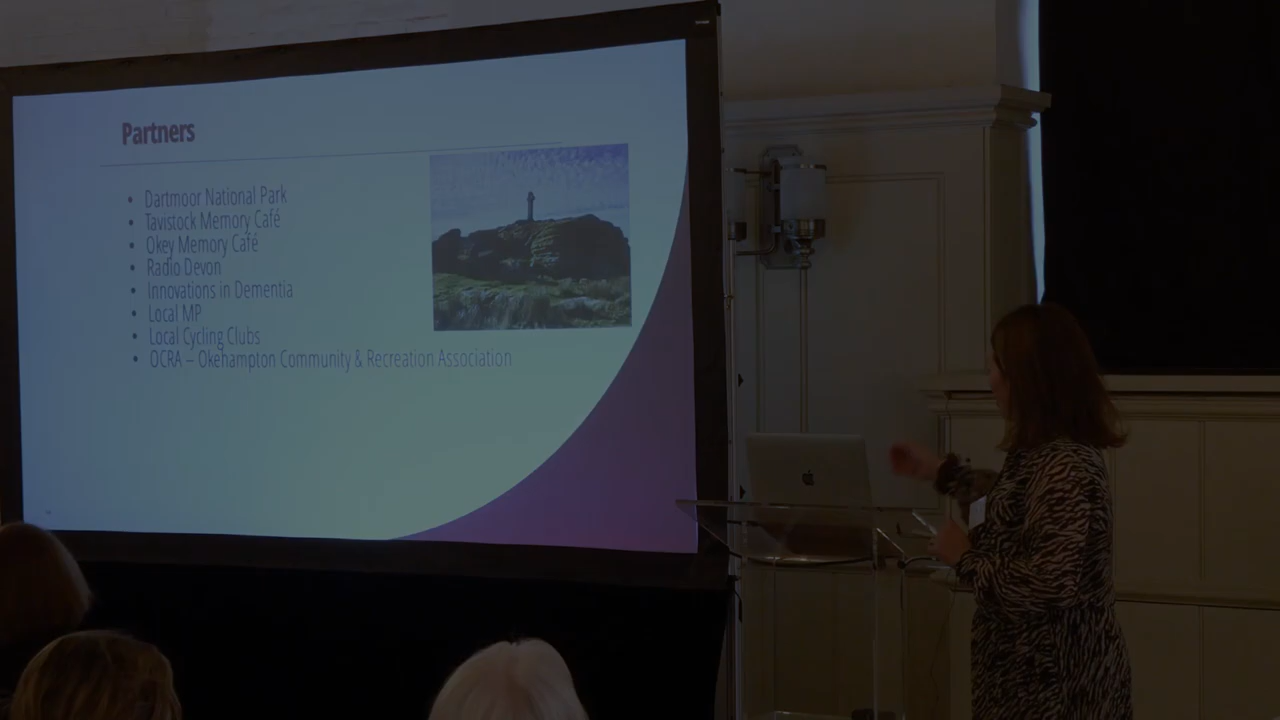 Partners
• Dartmoor National Park
• Tavistock Memory Café
• Okey Memory Café
• Radio Devon
• Innovations in Dementia
• Local MP
• Local Cycling Clubs
• OCRA – Okehampton Community & Recreation Association